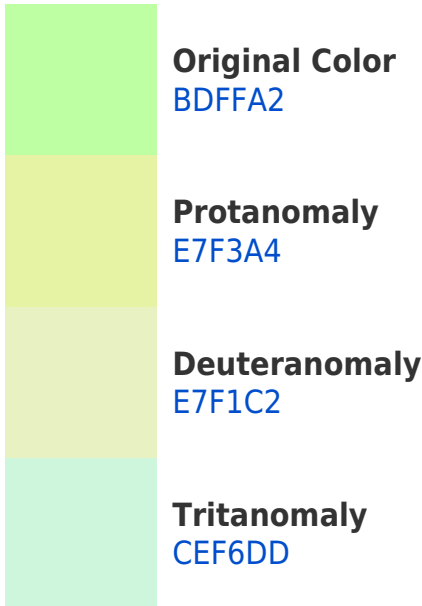 Original Color
BDFFA2
Protanomaly
E7F3A4
Deuteranomaly
E7F1C2
Tritanomaly
CEF6DD